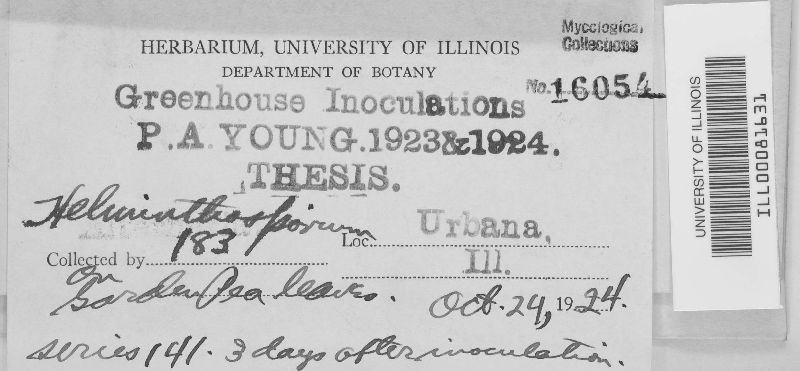 HERBARIUM, UNIVERSITY OF ILLINOIS
DEPARTMENT OF BOTANY
Mycological
Collections
No. 16054
Greenhouse Inoculations
P.A. YOUNG. 1923 & 1924.
THESIS.
Helminthosporium
183
Loc. Urbana,
Ill.
Collected by
On
Garden Pea leaves.
Oct. 24, 1924.
series 141. 3 days after inoculation.
UNIVERSITY OF ILLINOIS
ILL00081631